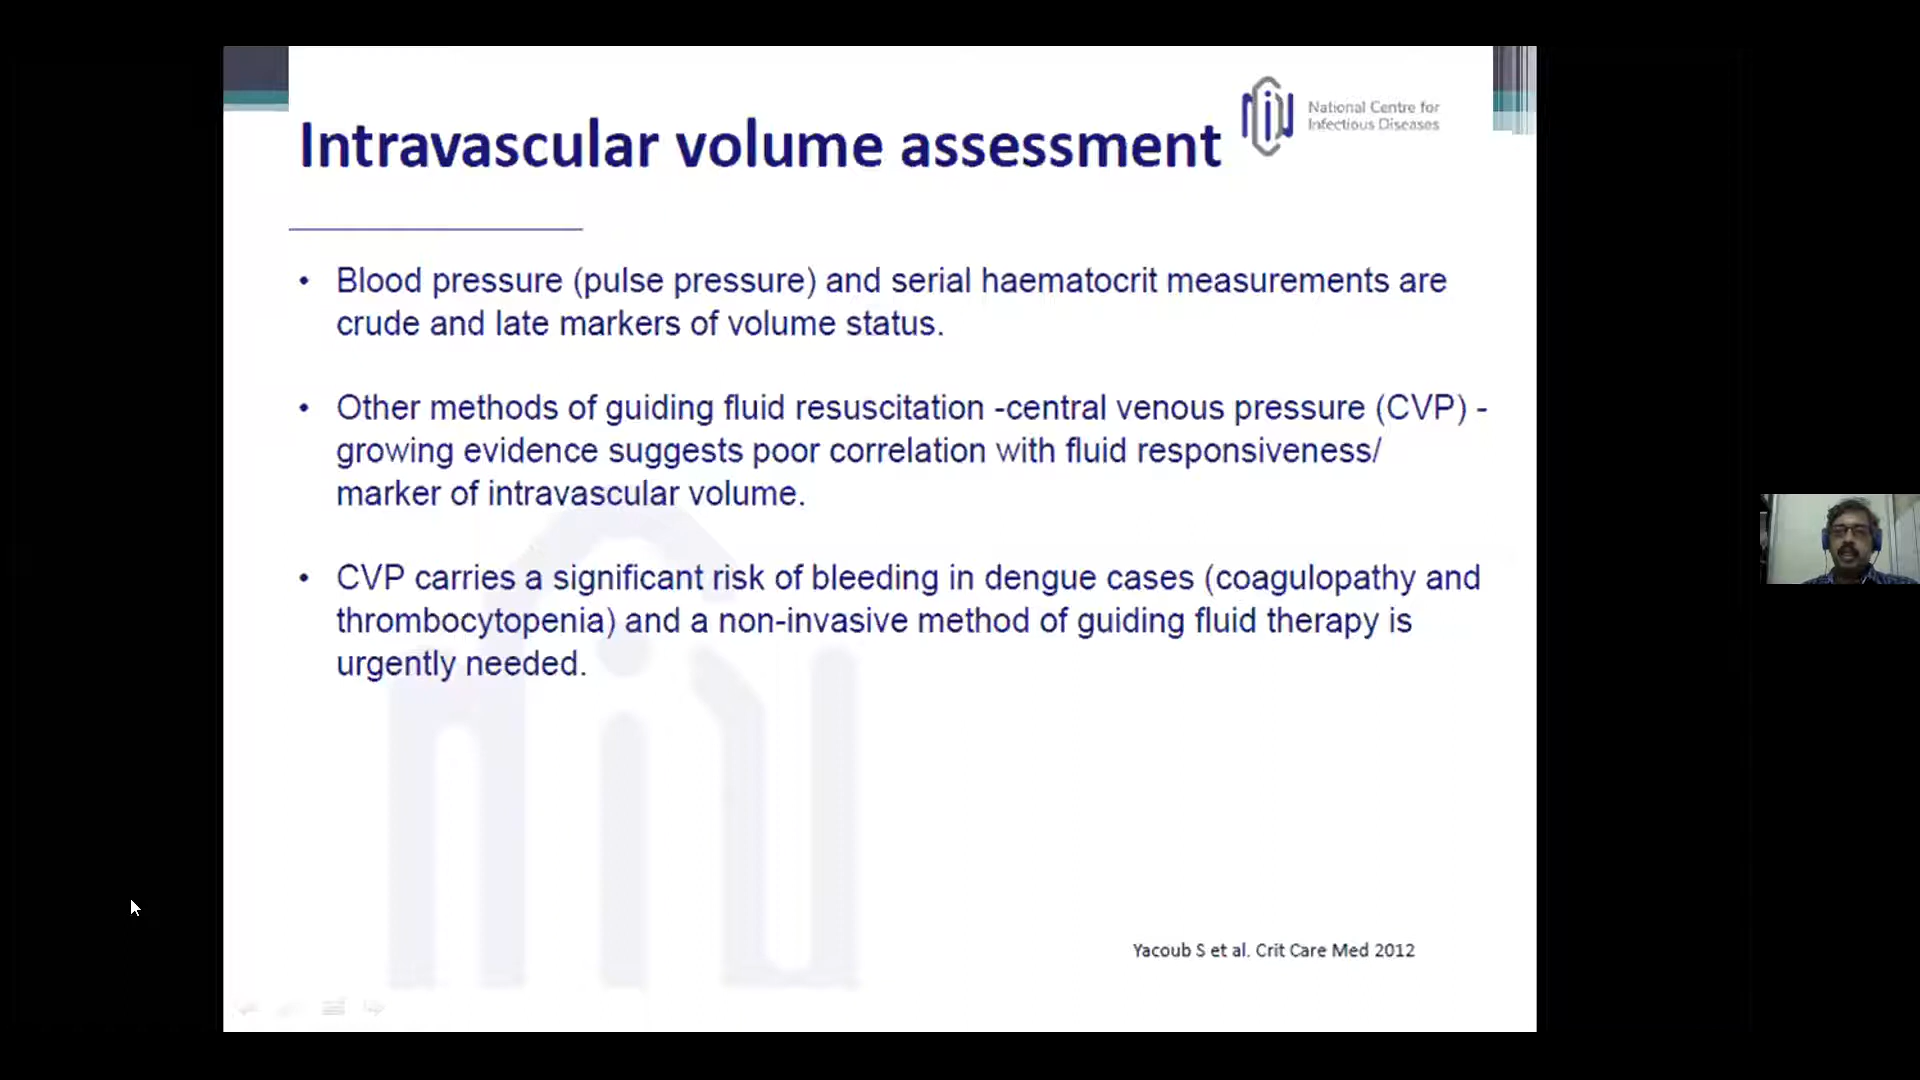 Intravascular volume assessment
National Centre for
Infectious Diseases
• Blood pressure (pulse pressure) and serial haematocrit measurements are
crude and late markers of volume status.
• Other methods of guiding fluid resuscitation -central venous pressure (CVP) -
growing evidence suggests poor correlation with fluid responsiveness/
marker of intravascular volume.
• CVP carries a significant risk of bleeding in dengue cases (coagulopathy and
thrombocytopenia) and a non-invasive method of guiding fluid therapy is
urgently needed.
Yacoub S et al. Crit Care Med 2012